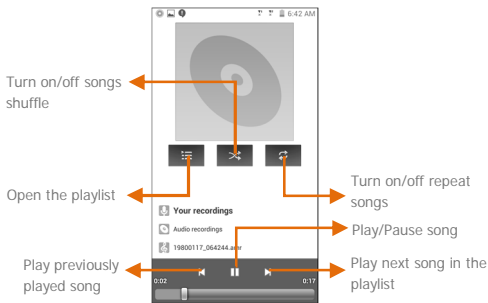 6:42 AM
Turn on/off songs
shuffle
Open the playlist
Turn on/off repeat
songs
Your recordings
Audio recordings
19800117_064244.amr
Play/Pause song
Play previously
played song
Play next song in the
playlist
0:02
0:17